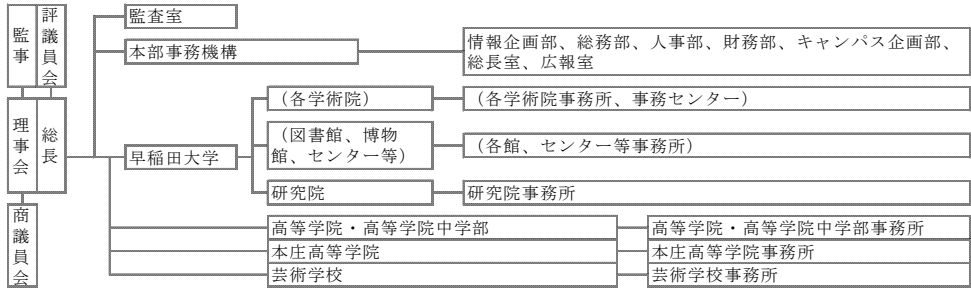 監事
評議員会
理事会
総長
商議員会
監査室
本部事務機構
情報企画部、総務部、人事部、財務部、キャンパス企画部、
総長室、広報室
早稲田大学
（各学術院）
（各学術院事務所、事務センター）
（図書館、博物
館、センター等）
（各館、センター等事務所）
研究院
研究院事務所
高等学院・高等学院中学部
高等学院・高等学院中学部事務所
本庄高等学院
本庄高等学院事務所
芸術学校
芸術学校事務所